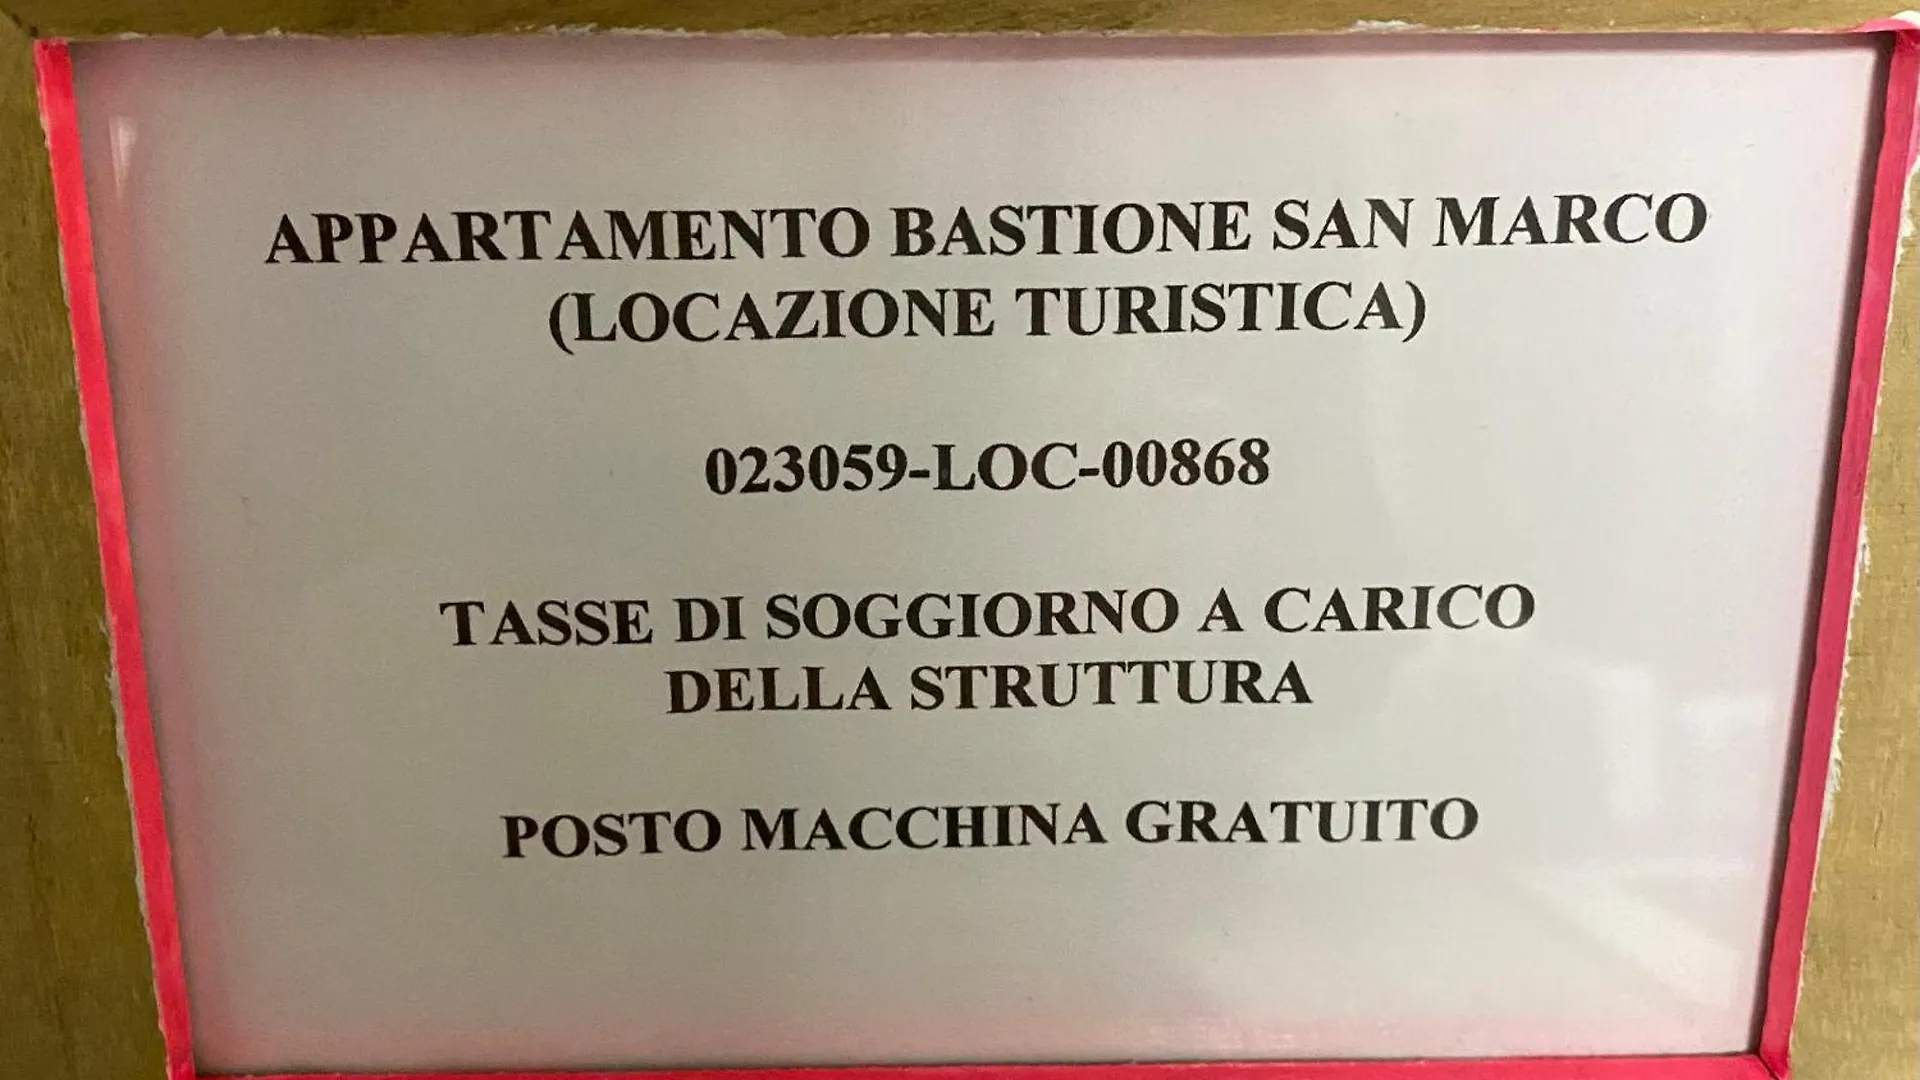 APPARTAMENTO BASTIONE SAN MARCO
(LOCAZIONE TURISTICA)
023059-LOC-00868
TASSE DI SOGGIORNO A CARICO
DELLA STRUTTURA
POSTO MACCHINA GRATUITO